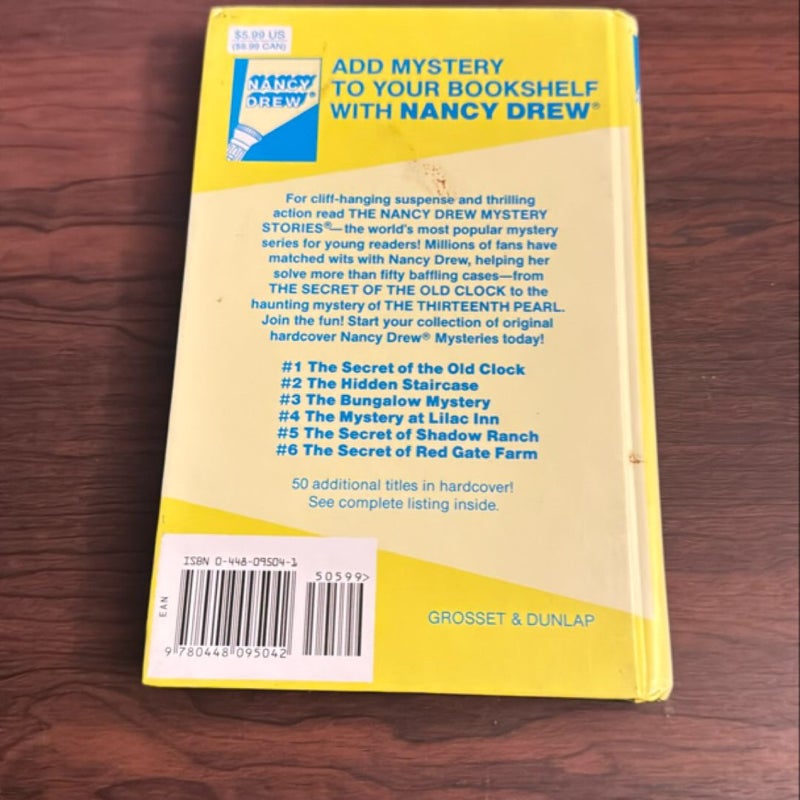 $5.99 US
($8.99 CAN)
NANCY
DREW®
ADD MYSTERY
TO YOUR BOOKSHELF
WITH NANCY DREW®
For cliff-hanging suspense and thrilling
action read THE NANCY DREW MYSTERY
STORIES®—the world's most popular mystery
series for young readers! Millions of fans have
matched wits with Nancy Drew, helping her
solve more than fifty baffling cases—from
THE SECRET OF THE OLD CLOCK to the
haunting mystery of THE THIRTEENTH PEARL.
Join the fun! Start your collection of original
hardcover Nancy Drew® Mysteries today!
#1 The Secret of the Old Clock
#2 The Hidden Staircase
#3 The Bungalow Mystery
#4 The Mystery at Lilac Inn
#5 The Secret of Shadow Ranch
#6 The Secret of Red Gate Farm
50 additional titles in hardcover!
See complete listing inside.
ISBN 0-448-09504-1
50599>
EAN
9 780448 095042
GROSSET & DUNLAP